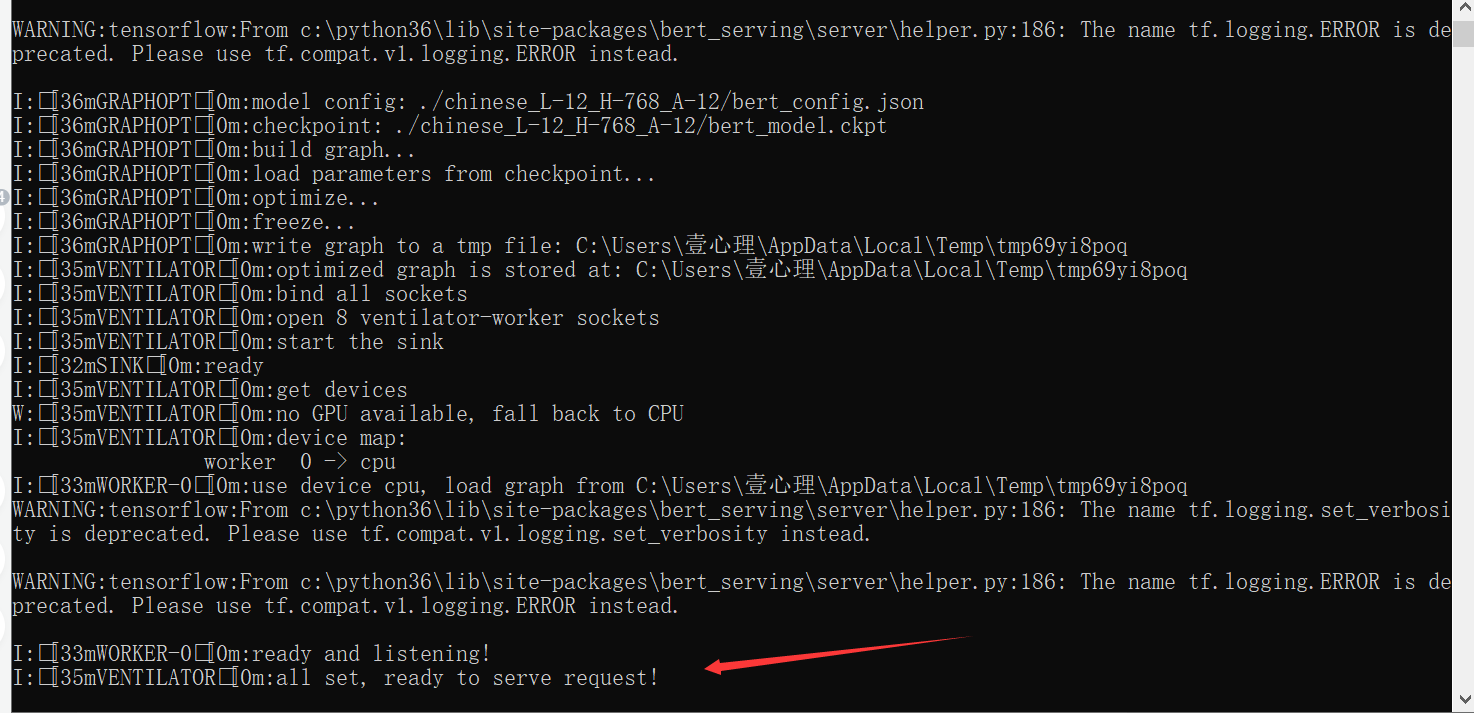 WARNING:tensorflow:From c:\python36\lib\site-packages\bert_serving\server\helper.py:186: The name tf.logging.ERROR is de
precated. Please use tf.compat.v1.logging.ERROR instead.
I:□[36mGRAPHOPT□[0m:model config: ./chinese_L-12_H-768_A-12/bert_config.json
I:□[36mGRAPHOPT□[0m:checkpoint: ./chinese_L-12_H-768_A-12/bert_model.ckpt
I:□[36mGRAPHOPT□[0m:build graph...
I:□[36mGRAPHOPT□[0m:load parameters from checkpoint...
I:□[36mGRAPHOPT□[0m:optimize...
I:□[36mGRAPHOPT□[0m:freeze...
I:□[36mGRAPHOPT□[0m:write graph to a tmp file: C:\Users\壹心理\AppData\Local\Temp\tmp69yi8poq
I:□[35mVENTILATOR□[0m:optimized graph is stored at: C:\Users\壹心理\AppData\Local\Temp\tmp69yi8poq
I:□[35mVENTILATOR□[0m:bind all sockets
I:□[35mVENTILATOR□[0m:open 8 ventilator-worker sockets
I:□[35mVENTILATOR□[0m:start the sink
I:□[32mSINK□[0m:ready
I:□[35mVENTILATOR□[0m:get devices
W:□[35mVENTILATOR□[0m:no GPU available, fall back to CPU
I:□[35mVENTILATOR□[0m:device map:
worker  0 -> cpu
I:□[33mWORKER-0□[0m:use device cpu, load graph from C:\Users\壹心理\AppData\Local\Temp\tmp69yi8poq
WARNING:tensorflow:From c:\python36\lib\site-packages\bert_serving\server\helper.py:186: The name tf.logging.set_verbosi
ty is deprecated. Please use tf.compat.v1.logging.set_verbosity instead.
WARNING:tensorflow:From c:\python36\lib\site-packages\bert_serving\server\helper.py:186: The name tf.logging.ERROR is de
precated. Please use tf.compat.v1.logging.ERROR instead.
I:□[33mWORKER-0□[0m:ready and listening!
I:□[35mVENTILATOR□[0m:all set, ready to serve request!